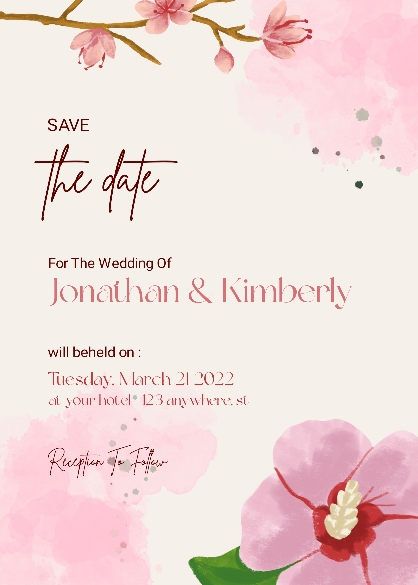 SAVE
the date
For The Wedding Of
Jonathan & Kimberly
will beheld on :
Tuesday, March 21 2022
at your hotel 123 anywhere, st
Reception To Follow